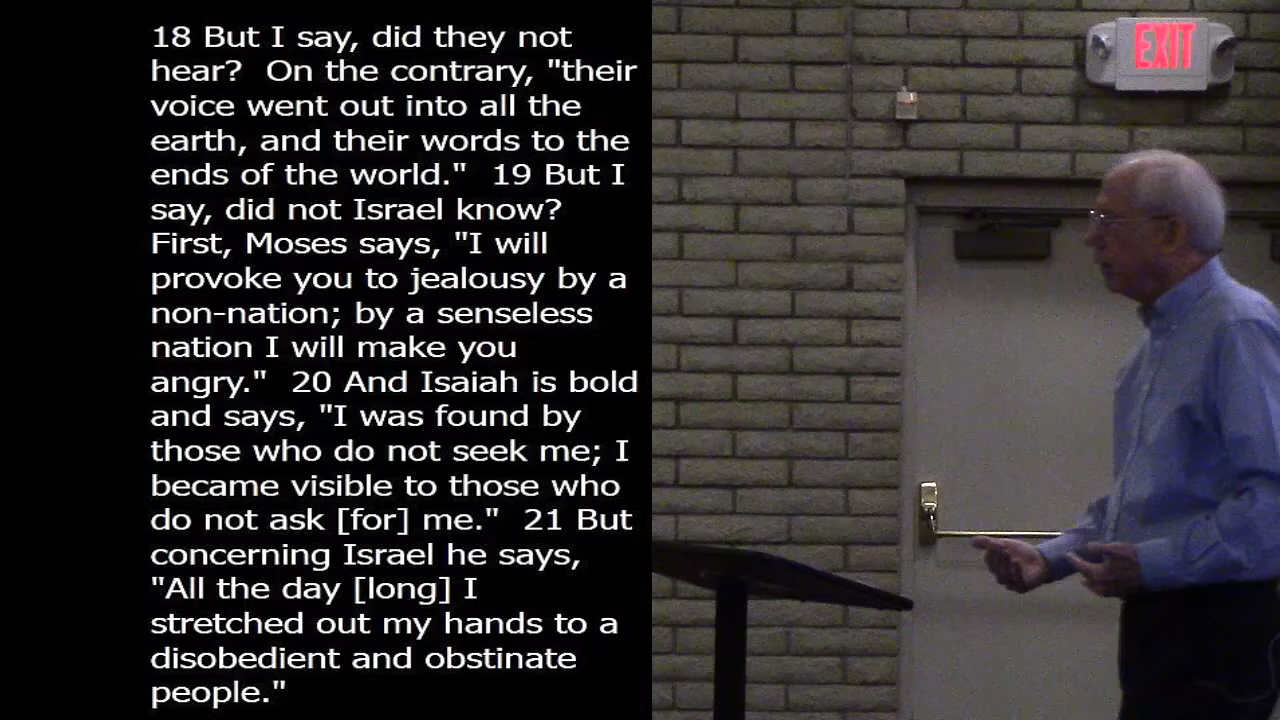 18 But I say, did they not
hear?  On the contrary, "their
voice went out into all the
earth, and their words to the
ends of the world."  19 But I
say, did not Israel know?
First, Moses says, "I will
provoke you to jealousy by a
non-nation; by a senseless
nation I will make you
angry."  20 And Isaiah is bold
and says, "I was found by
those who do not seek me; I
became visible to those who
do not ask [for] me."  21 But
concerning Israel he says,
"All the day [long] I
stretched out my hands to a
disobedient and obstinate
people."
EXIT